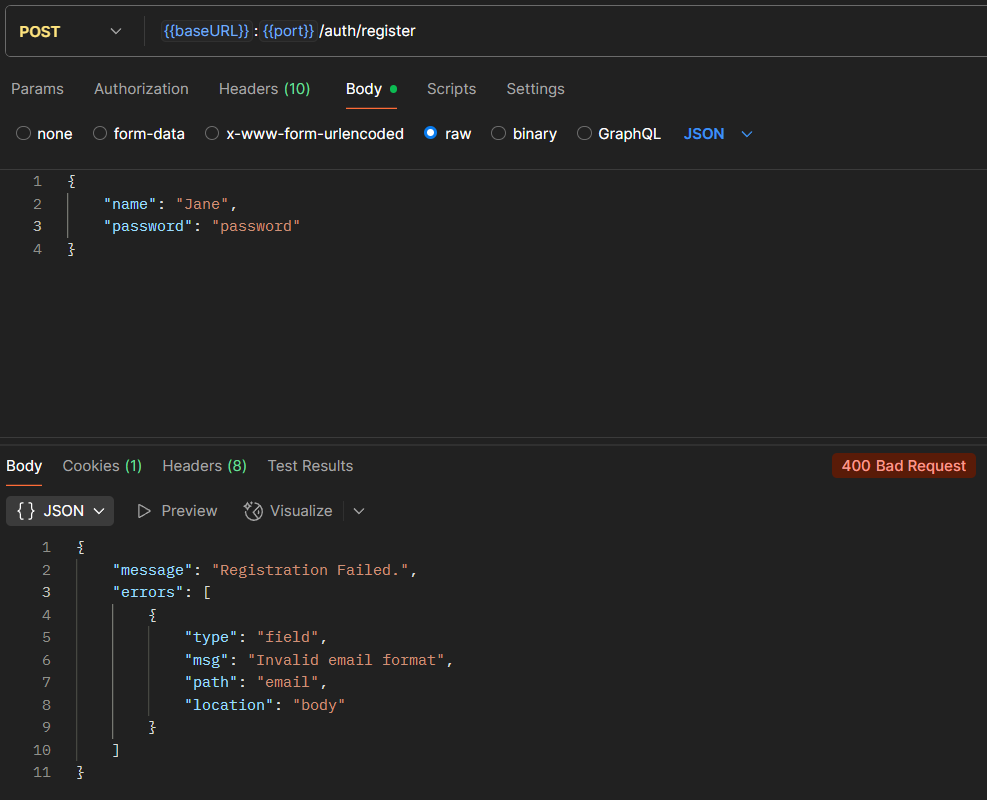 POST {{baseURL}}:{{port}}/auth/register
Params Authorization Headers (10) Body Scripts Settings
none form-data x-www-form-urlencoded raw binary GraphQL JSON
1 {
2 "name": "Jane",
3 "password": "password"
4 }
Body Cookies (1) Headers (8) Test Results 400 Bad Request
{} JSON Preview Visualize
1 {
2 "message": "Registration Failed.",
3 "errors": [
4 {
5 "type": "field",
6 "msg": "Invalid email format",
7 "path": "email",
8 "location": "body"
9 }
10 ]
11 }